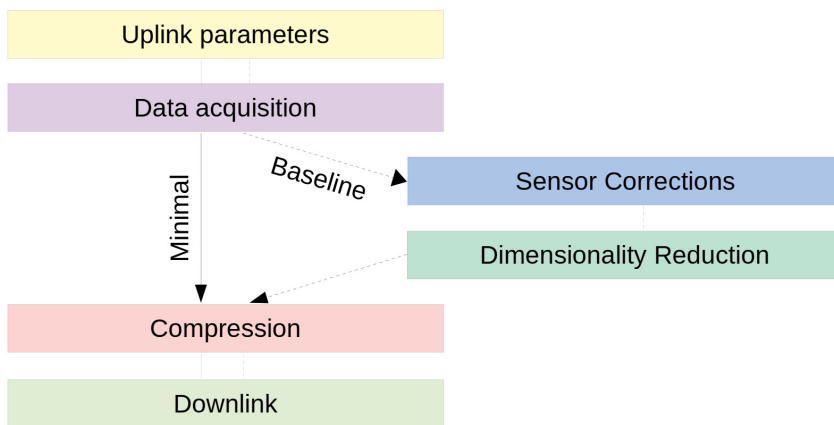 Uplink parameters
Data acquisition
Baseline
Minimal
Sensor Corrections
Dimensionality Reduction
Compression
Downlink